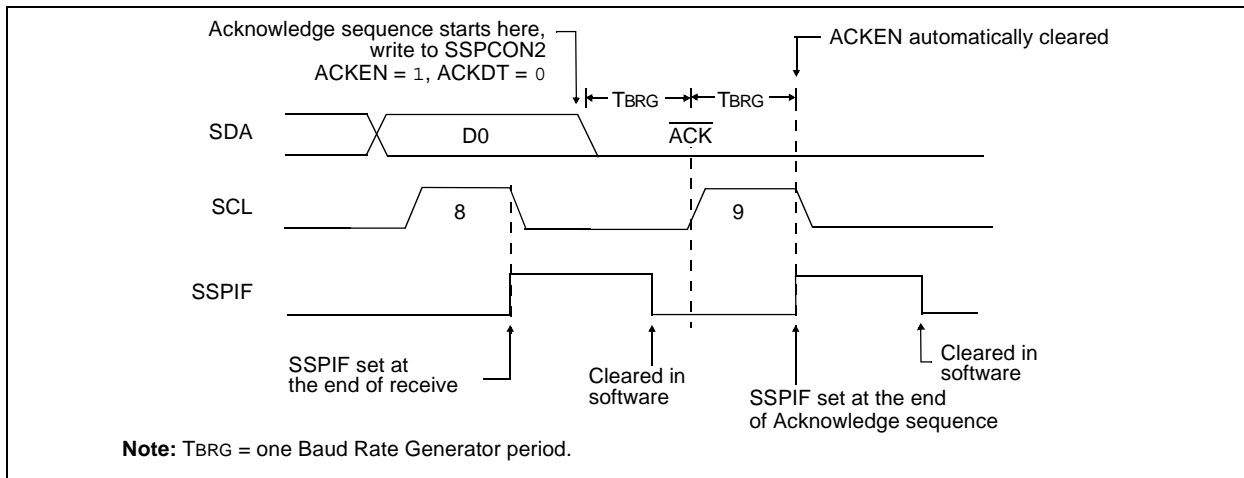 Acknowledge sequence starts here,
write to SSPCON2
ACKEN = 1, ACKDT = 0
ACKEN automatically cleared
TBRG
TBRG
SDA
D0
ACK
SCL
8
9
SSPIF
SSPIF set at
the end of receive
Cleared in
software
SSPIF set at the end
of Acknowledge sequence
Cleared in
software
Note: TBRG = one Baud Rate Generator period.